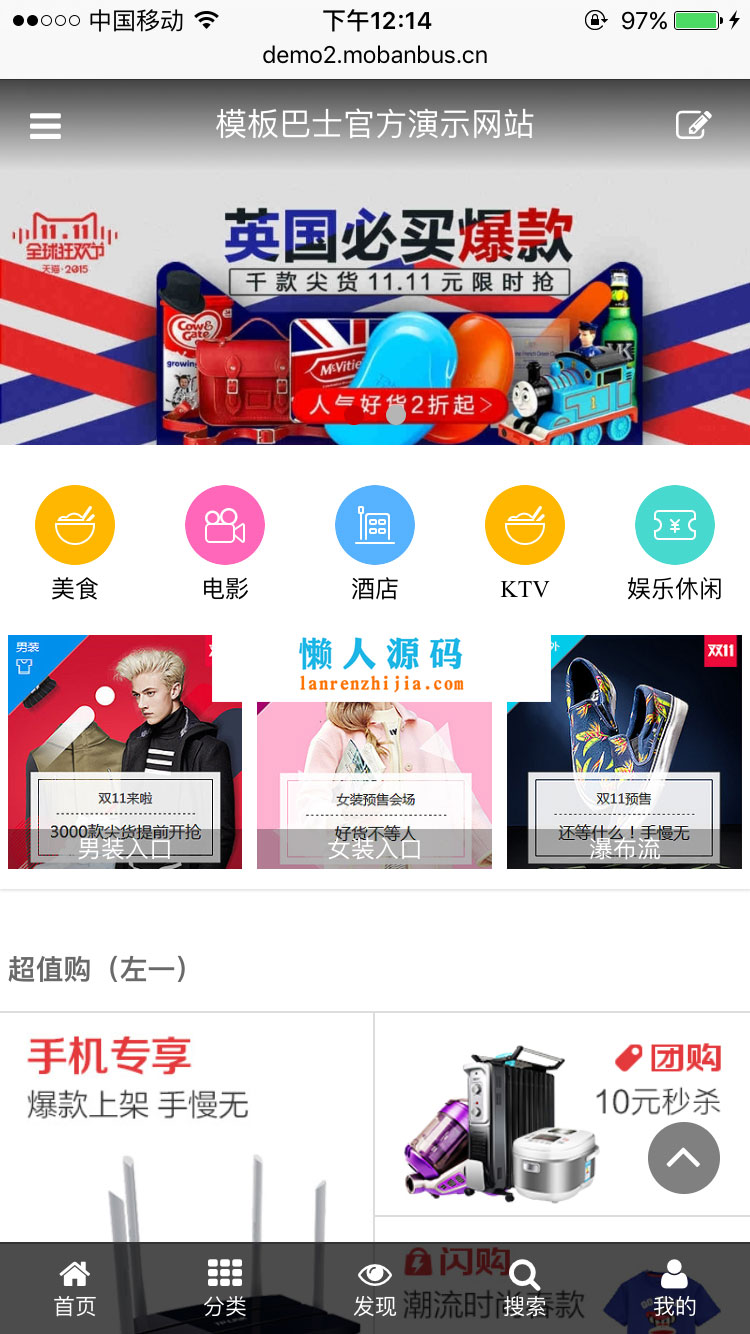 中国移动 下午12:14 97%
demo2.mobanbus.cn
模板巴士官方演示网站
11.11
全球狂欢节
天猫·2015
英国必买爆款
千款尖货11.11元限时抢
Cow & Gate
growing
McVitie
人气好货2折起>
美食 电影 酒店 KTV 娱乐休闲
男装
懒人源码
lanrenzhijia.com
外
双11
双11来啦
3000款尖货提前开抢
男装入口
女装预售会场
好货不等人
女装入口
双11预售
还等什么！手慢无
瀑布流
超值购（左一）
手机专享
爆款上架 手慢无
团购
10元秒杀
闪购
潮流时尚春款
首页 分类 发现 搜索 我的